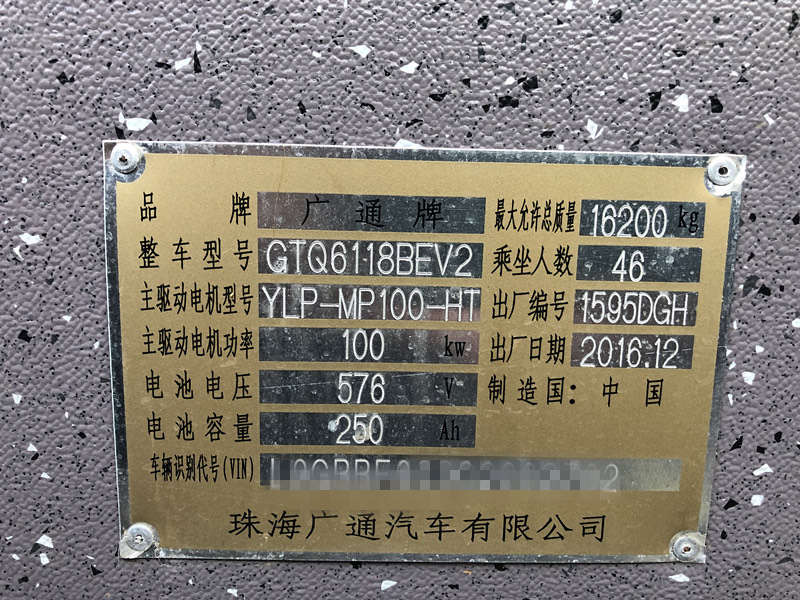 品牌 广通牌 最大允许总质量 16200 kg
整车型号 GTQ6118BEV2 乘坐人数 46
主驱动电机型号 YLP-MP100-HT 出厂编号 1595DGH
主驱动电机功率 100 kw 出厂日期 2016.12
电池电压 576 V 制造国：中国
电池容量 250 Ah
车辆识别代号(VIN)
珠海广通汽车有限公司